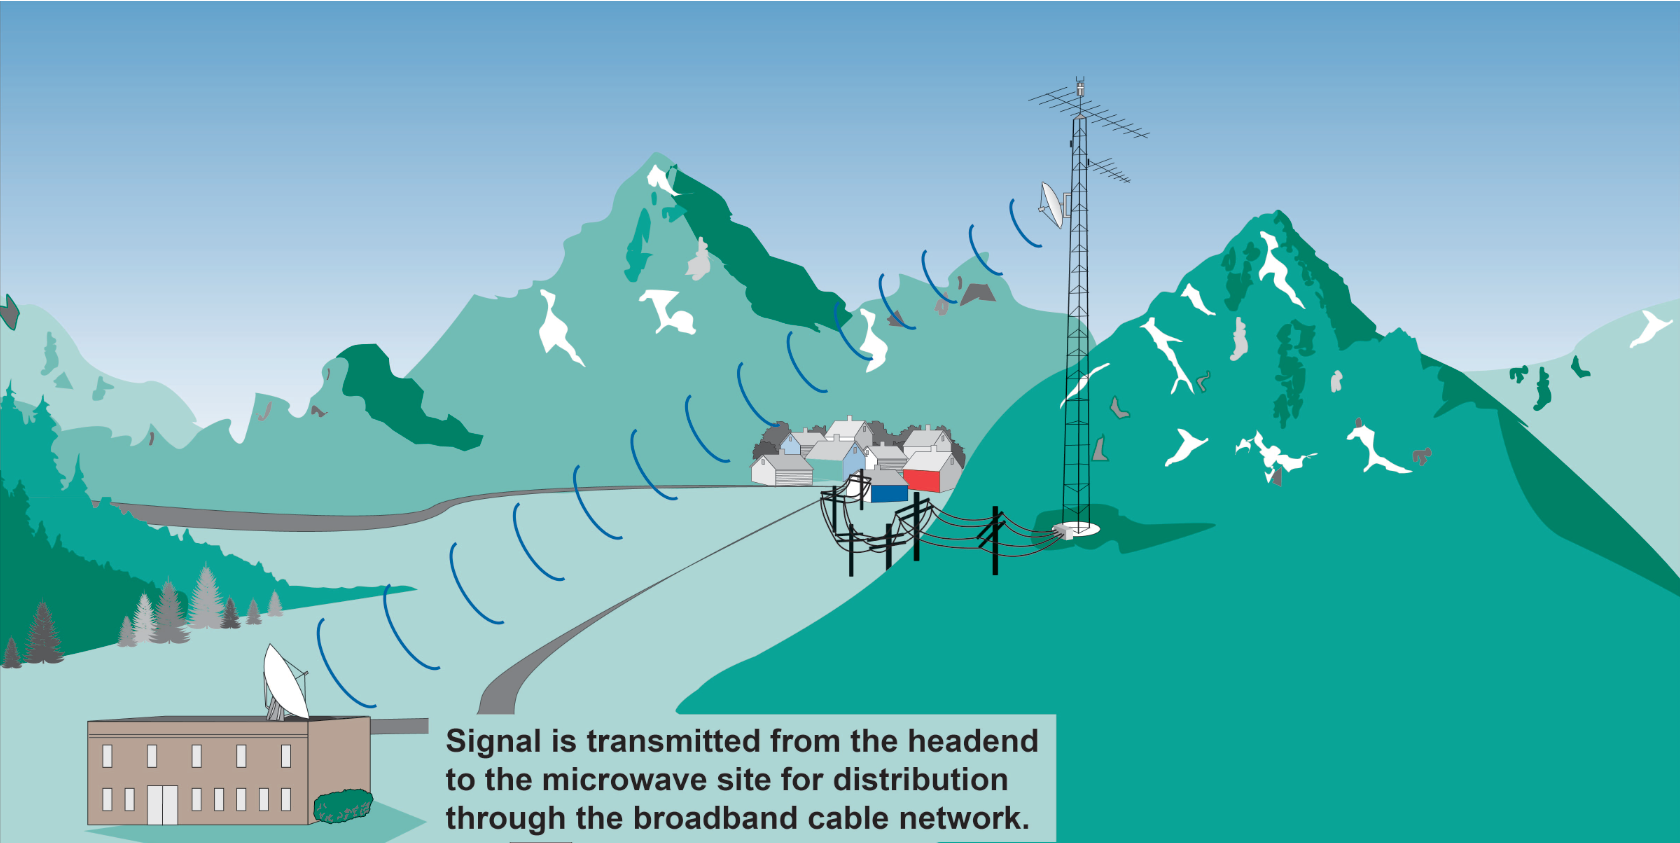 Signal is transmitted from the headend
to the microwave site for distribution
through the broadband cable network.